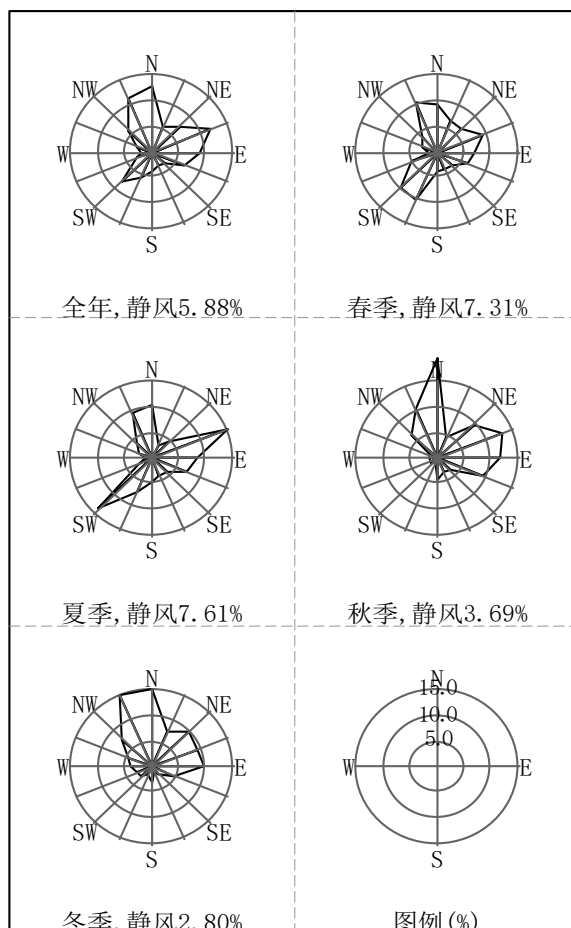 N
NW NE
W E
SW SE
S
全年,静风5.88%
N
NW NE
W E
SW SE
S
春季,静风7.31%
N
NW NE
W E
SW SE
S
夏季,静风7.61%
N
NW NE
W E
SW SE
S
秋季,静风3.69%
N
NW NE
W E
SW SE
S
冬季,静风2.80%
N
15.0
10.0
5.0
W E
S
图例(%)